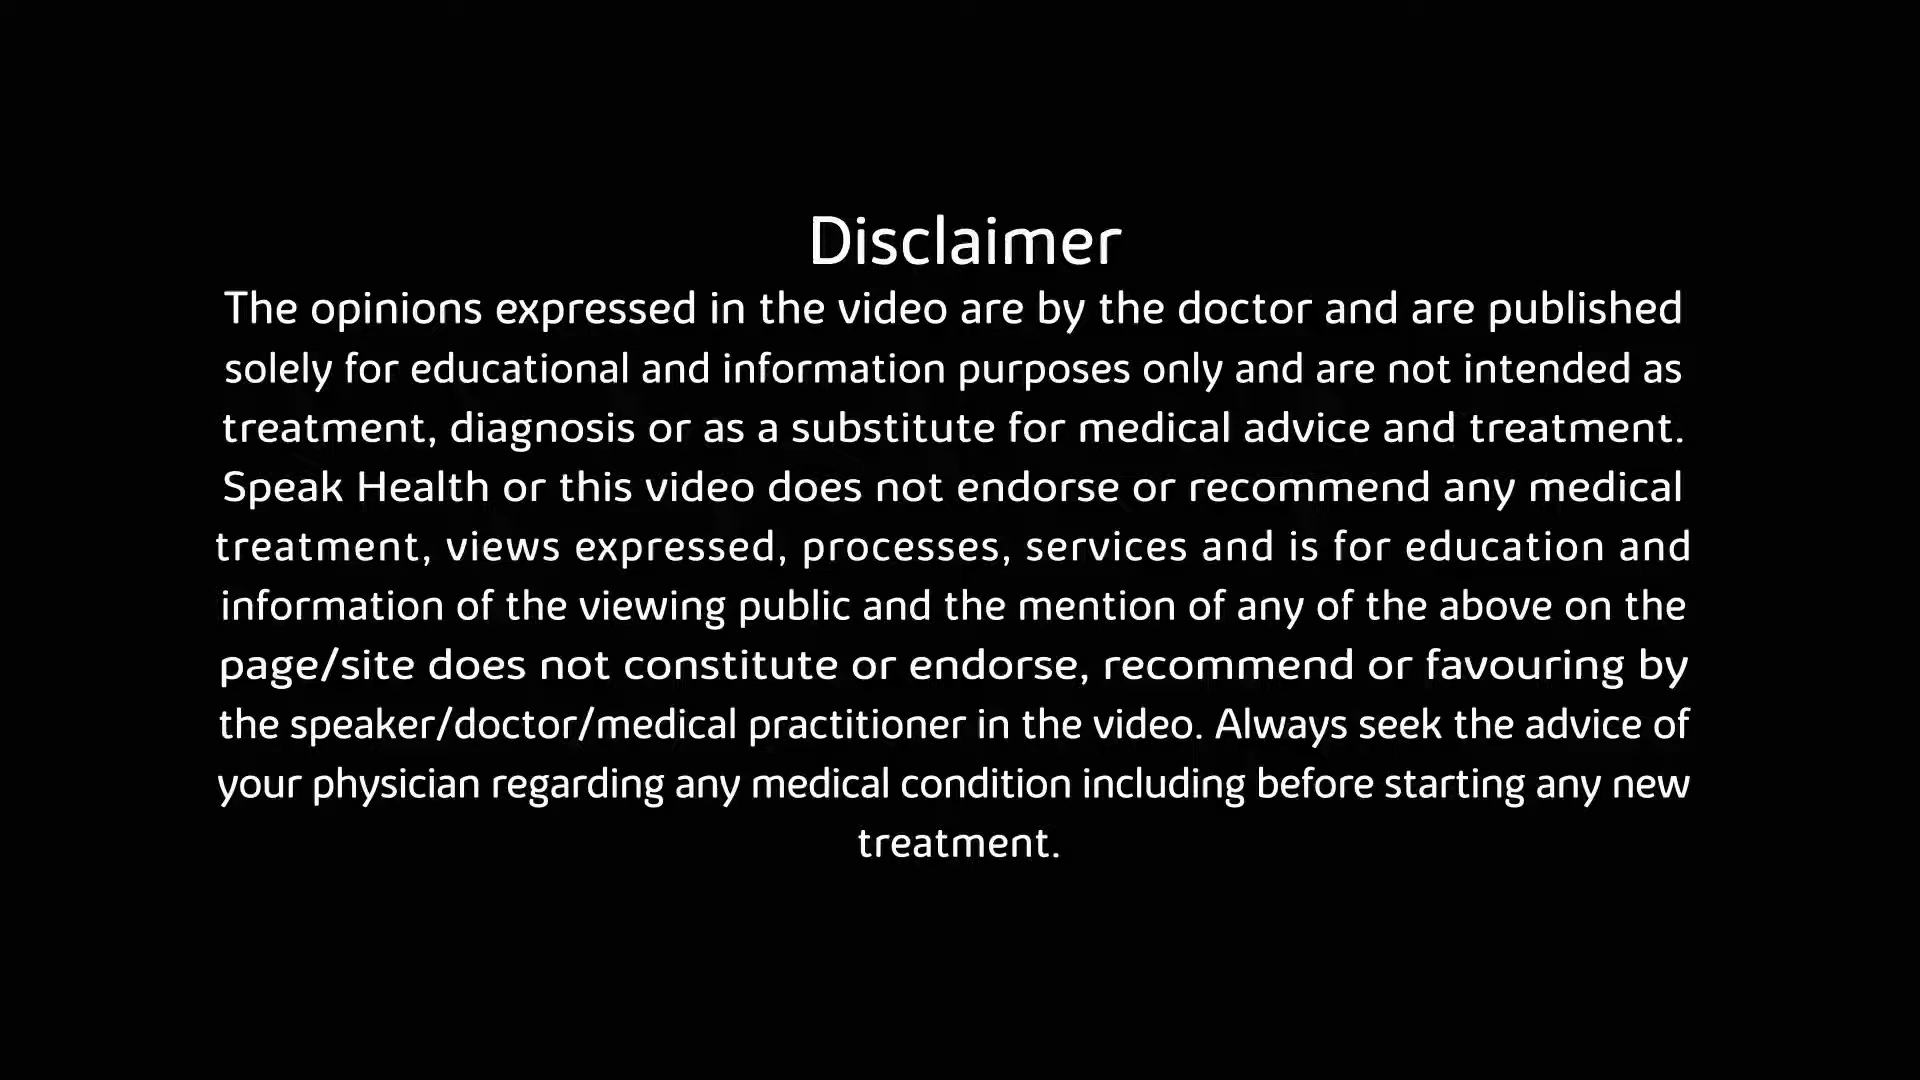 Disclaimer
The opinions expressed in the video are by the doctor and are published
solely for educational and information purposes only and are not intended as
treatment, diagnosis or as a substitute for medical advice and treatment.
Speak Health or this video does not endorse or recommend any medical
treatment, views expressed, processes, services and is for education and
information of the viewing public and the mention of any of the above on the
page/site does not constitute or endorse, recommend or favouring by
the speaker/doctor/medical practitioner in the video. Always seek the advice of
your physician regarding any medical condition including before starting any new
treatment.